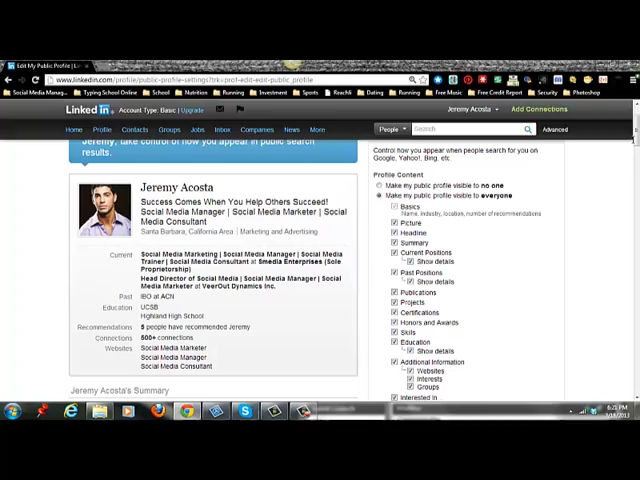 Edit My Public Profile | Lin
www.linkedin.com/profile/public-profile-settings?trk=prof-edit-edit-public_profile
Social Media Manag... Typing School Online School Nutrition Running Investment Sports ReachLi Dating Running Free Music Free Credit Report Security Photoshop
Linked in Account Type: Basic | Upgrade Jeremy Acosta Add Connections
Home Profile Contacts Groups Jobs Inbox Companies News More People Search Advanced
Jeremy, take control of how you appear in public search
results.
Jeremy Acosta
Success Comes When You Help Others Succeed!
Social Media Manager | Social Media Marketer | Social
Media Consultant
Santa Barbara, California Area | Marketing and Advertising
Current Social Media Marketing | Social Media Manager | Social Media
Trainer | Social Media Consultant at Smedia Enterprises (Sole
Proprietorship)
Head Director of Social Media | Social Media Manager | Social
Media Marketer at VeerOut Dynamics Inc.
Past IBO at ACN
Education UCSB
Highland High School
Recommendations 5 people have recommended Jeremy
Connections 500+ connections
Websites Social Media Marketer
Social Media Manager
Social Media Consultant
Jeremy Acosta's Summary
Control how you appear when people search for you on
Google, Yahoo!, Bing, etc
Profile Content
Make my public profile visible to no one
Make my public profile visible to everyone
Basics
Name, industry, location, number of recommendations
Picture
Headline
Summary
Current Positions
Show details
Past Positions
Show details
Publications
Projects
Certifications
Honors and Awards
Skills
Education
Show details
Additional Information
Websites
Interests
Groups
Interested In...
6:21 PM
3/18/2013